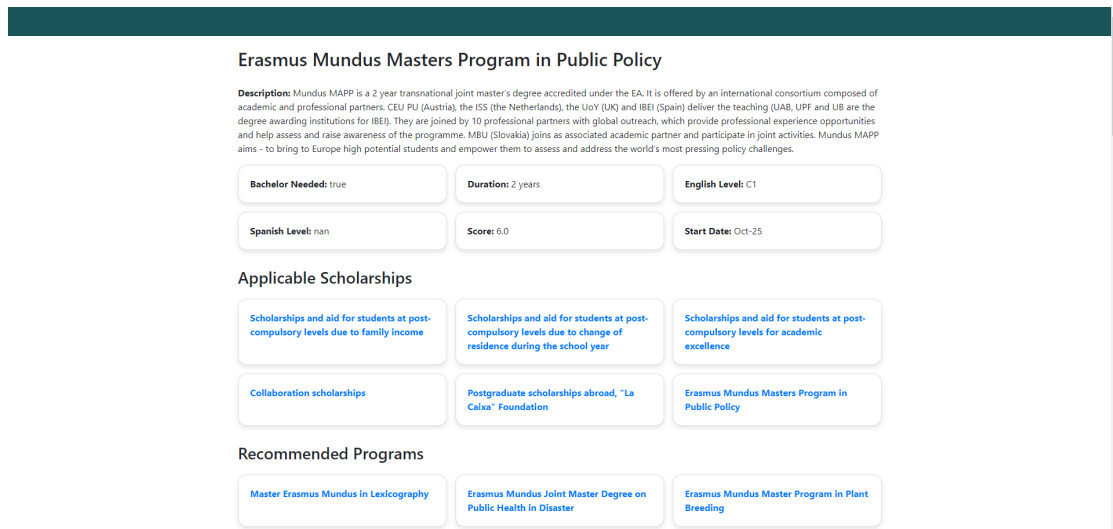 Erasmus Mundus Masters Program in Public Policy
Description: Mundus MAPP is a 2 year transnational joint master's degree accredited under the EA. It is offered by an international consortium composed of
academic and professional partners. CEU PU (Austria), the ISS (the Netherlands), the UoY (UK) and IBEI (Spain) deliver the teaching (UAB, UPF and UB are the
degree awarding institutions for IBEI). They are joined by 10 professional partners with global outreach, which provide professional experience opportunities
and help assess and raise awareness of the programme. MBU (Slovakia) joins as associated academic partner and participate in joint activities. Mundus MAPP
aims - to bring to Europe high potential students and empower them to assess and address the world's most pressing policy challenges.
Bachelor Needed: true
Duration: 2 years
English Level: C1
Spanish Level: nan
Score: 6.0
Start Date: Oct-25
Applicable Scholarships
Scholarships and aid for students at post-
compulsory levels due to family income
Scholarships and aid for students at post-
compulsory levels due to change of
residence during the school year
Scholarships and aid for students at post-
compulsory levels for academic
excellence
Collaboration scholarships
Postgraduate scholarships abroad, "La
Caixa" Foundation
Erasmus Mundus Masters Program in
Public Policy
Recommended Programs
Master Erasmus Mundus in Lexicography
Erasmus Mundus Joint Master Degree on
Public Health in Disaster
Erasmus Mundus Master Program in Plant
Breeding